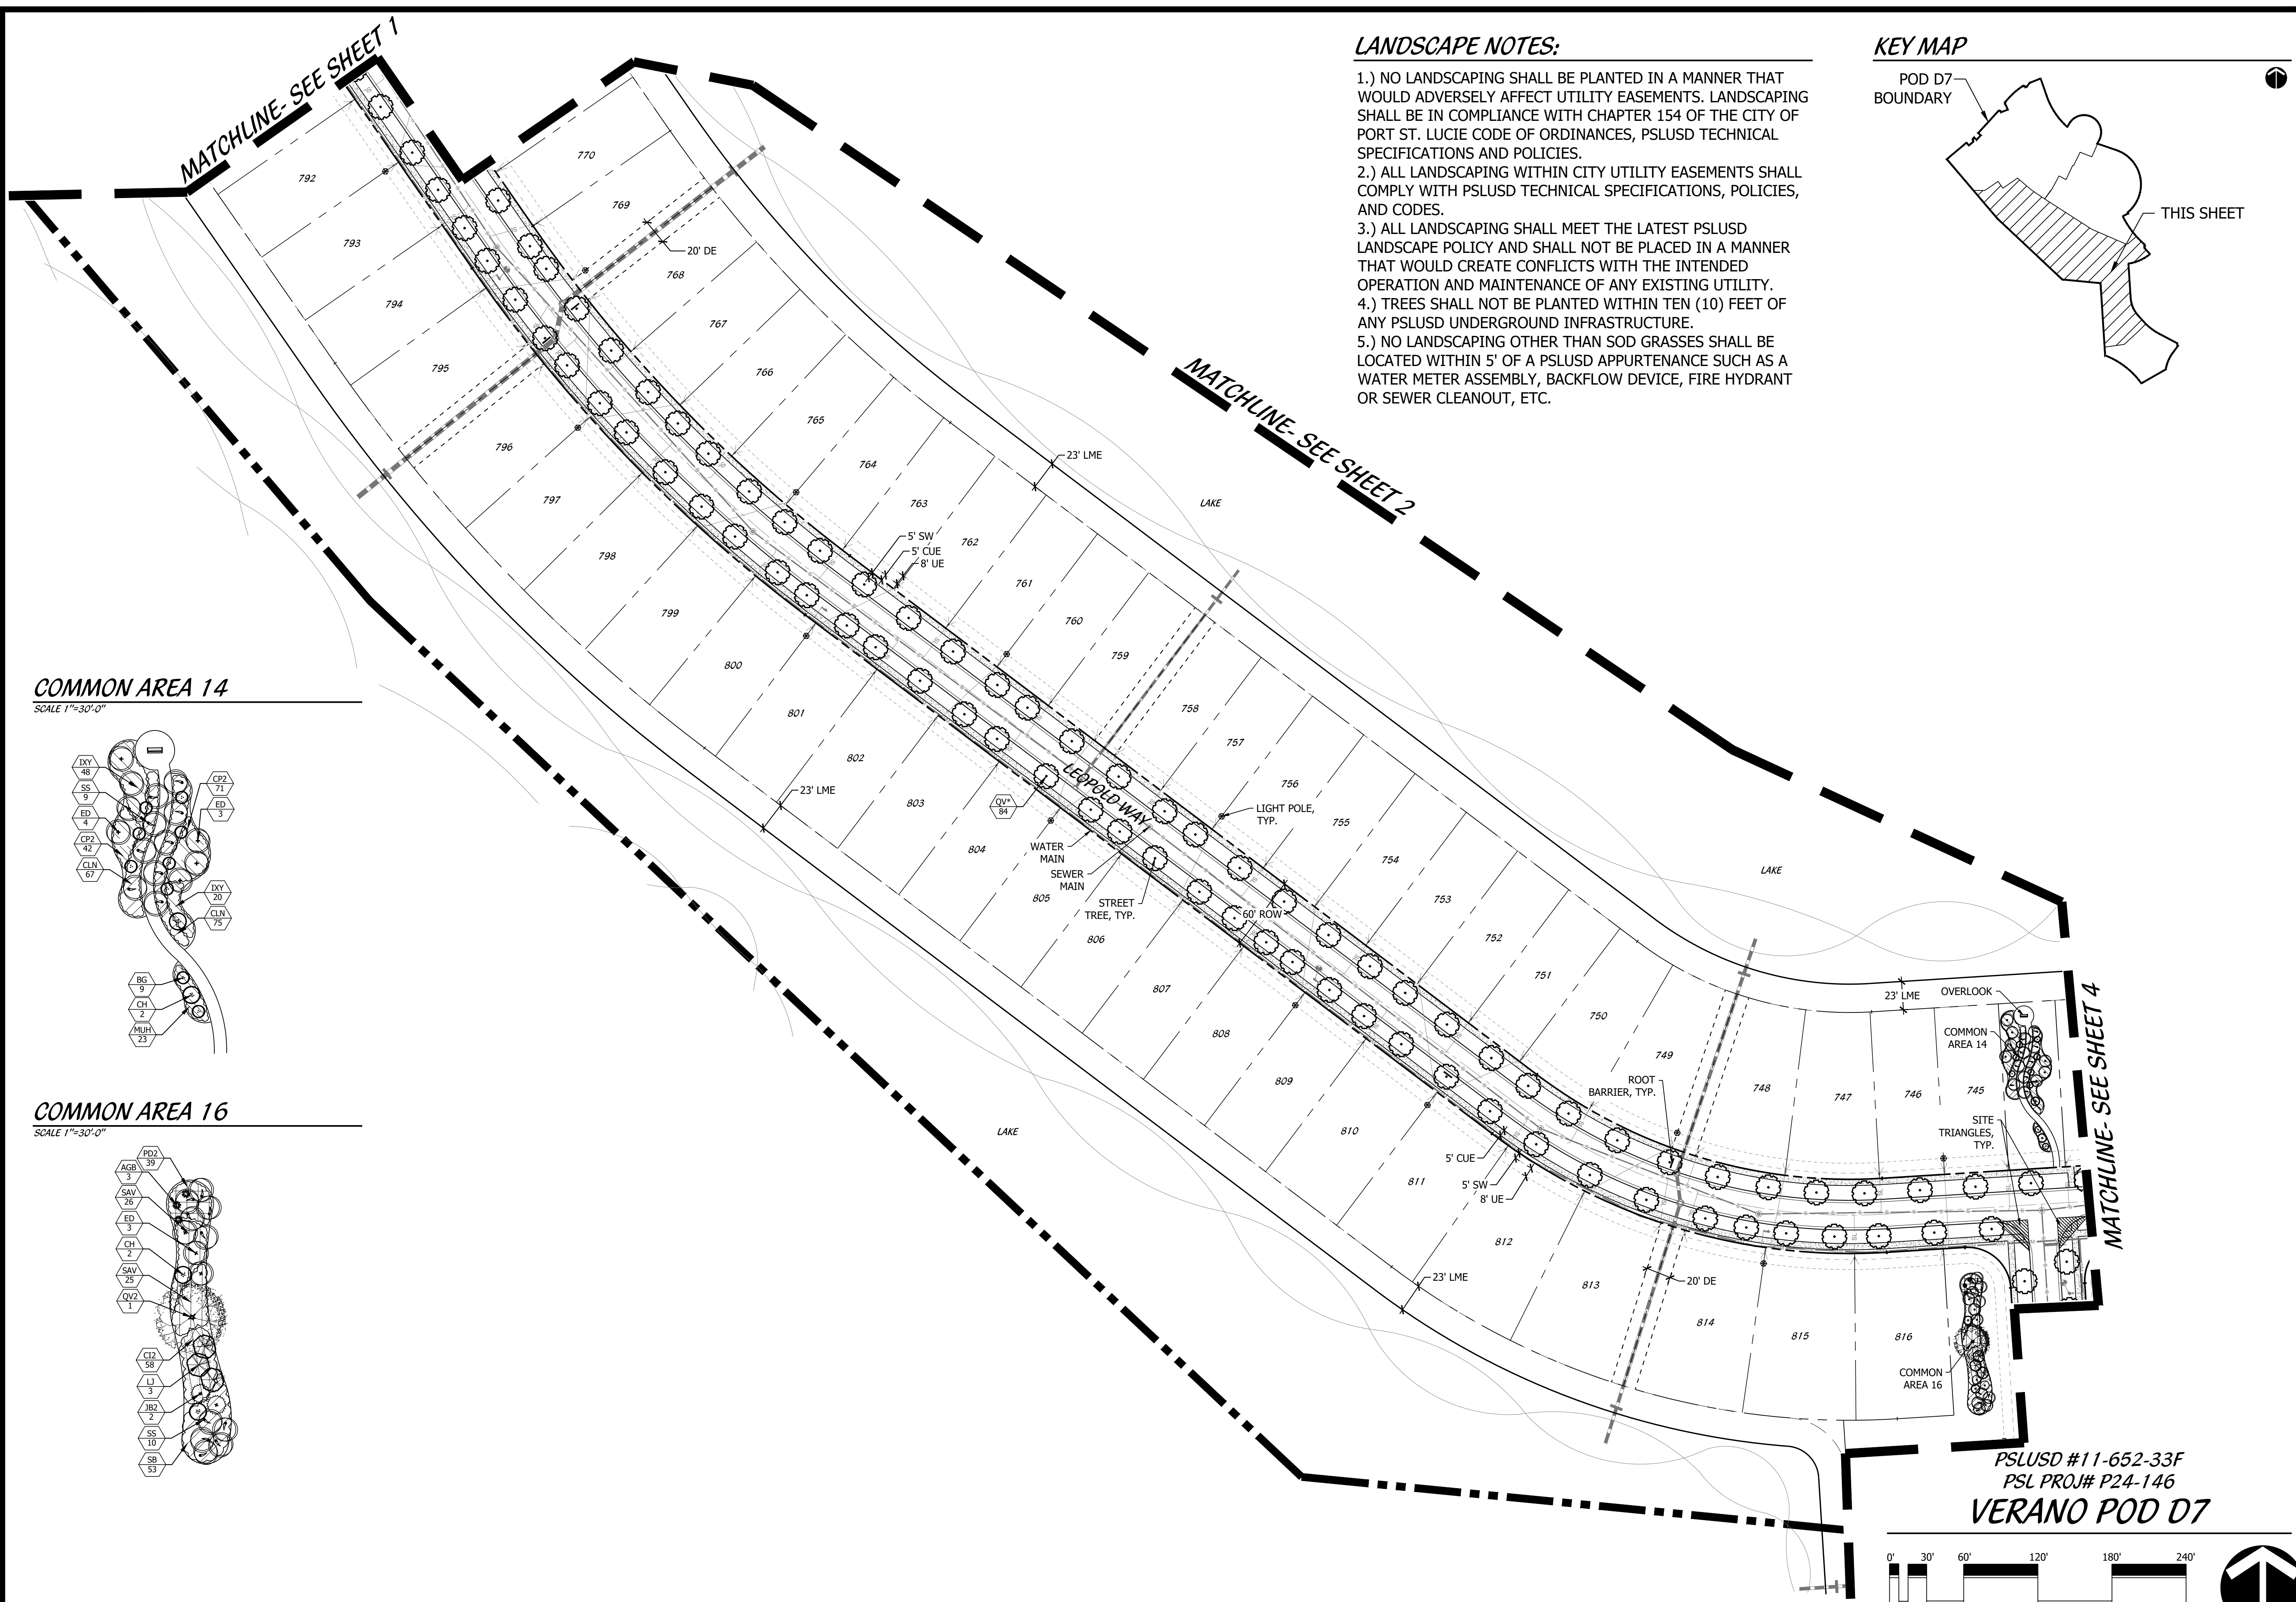 MATCHLINE- SEE SHEET 1
LANDSCAPE NOTES:
1.) NO LANDSCAPING SHALL BE PLANTED IN A MANNER THAT
WOULD ADVERSELY AFFECT UTILITY EASEMENTS. LANDSCAPING
SHALL BE IN COMPLIANCE WITH CHAPTER 154 OF THE CITY OF
PORT ST. LUCIE CODE OF ORDINANCES, PSLUSD TECHNICAL
SPECIFICATIONS AND POLICIES.
2.) ALL LANDSCAPING WITHIN CITY UTILITY EASEMENTS SHALL
COMPLY WITH PSLUSD TECHNICAL SPECIFICATIONS, POLICIES,
AND CODES.
3.) ALL LANDSCAPING SHALL MEET THE LATEST PSLUSD
LANDSCAPE POLICY AND SHALL NOT BE PLACED IN A MANNER
THAT WOULD CREATE CONFLICTS WITH THE INTENDED
OPERATION AND MAINTENANCE OF ANY EXISTING UTILITY.
4.) TREES SHALL NOT BE PLANTED WITHIN TEN (10) FEET OF
ANY PSLUSD UNDERGROUND INFRASTRUCTURE.
5.) NO LANDSCAPING OTHER THAN SOD GRASSES SHALL BE
LOCATED WITHIN 5' OF A PSLUSD APPURTENANCE SUCH AS A
WATER METER ASSEMBLY, BACKFLOW DEVICE, FIRE HYDRANT
OR SEWER CLEANOUT, ETC.
KEY MAP
POD D7
BOUNDARY
THIS SHEET
MATCHLINE- SEE SHEET 2
770
769
20' DE
768
767
766
765
764
763
762
761
760
759
758
757
756
755
754
753
752
751
750
749
748
747
746
745
792
793
794
795
796
797
798
799
800
801
802
803
804
805
806
807
808
809
810
811
812
813
814
815
816
23' LME
LAKE
5' SW
5' CUE
8' UE
23' LME
QV*
84
LEOPOLD WAY
LIGHT POLE,
TYP.
WATER
MAIN
SEWER
MAIN
STREET
TREE, TYP.
60' ROW
LAKE
23' LME
OVERLOOK
COMMON
AREA 14
ROOT
BARRIER, TYP.
SITE
TRIANGLES,
TYP.
LAKE
5' CUE
5' SW
8' UE
23' LME
20' DE
COMMON
AREA 16
MATCHLINE- SEE SHEET 4
COMMON AREA 14
SCALE 1"=30'-0"
IXY
48
SS
9
ED
4
CP2
42
CLN
67
CP2
71
ED
3
IXY
20
CLN
75
BG
9
CH
2
MUH
23
COMMON AREA 16
SCALE 1"=30'-0"
PD2
39
AGB
3
SAV
26
ED
3
CH
2
SAV
25
QV2
1
CI2
58
LJ
3
JB2
2
SS
10
SB
53
PSLUSD #11-652-33F
PSL PROJ# P24-146
VERANO POD D7
0' 30' 60' 120' 180' 240'